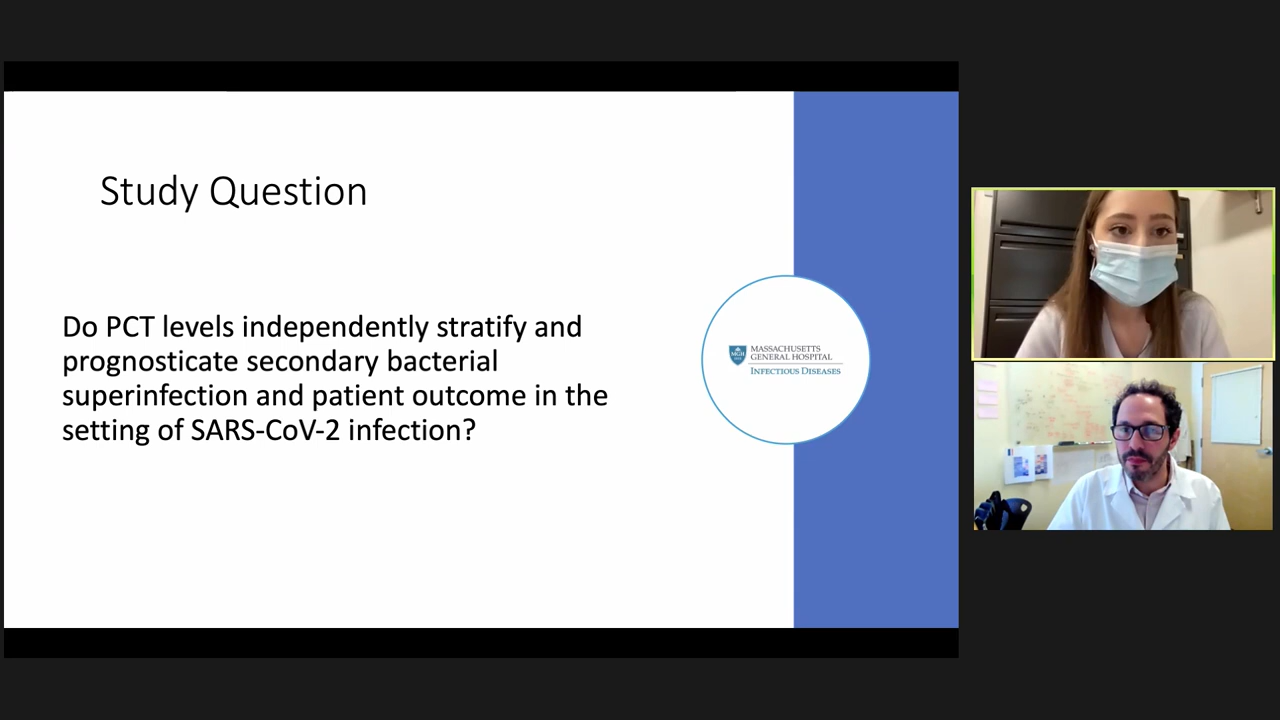 Study Question
Do PCT levels independently stratify and
prognosticate secondary bacterial
superinfection and patient outcome in the
setting of SARS-CoV-2 infection?
MGH
MASSACHUSETTS
GENERAL HOSPITAL
INFECTIOUS DISEASES